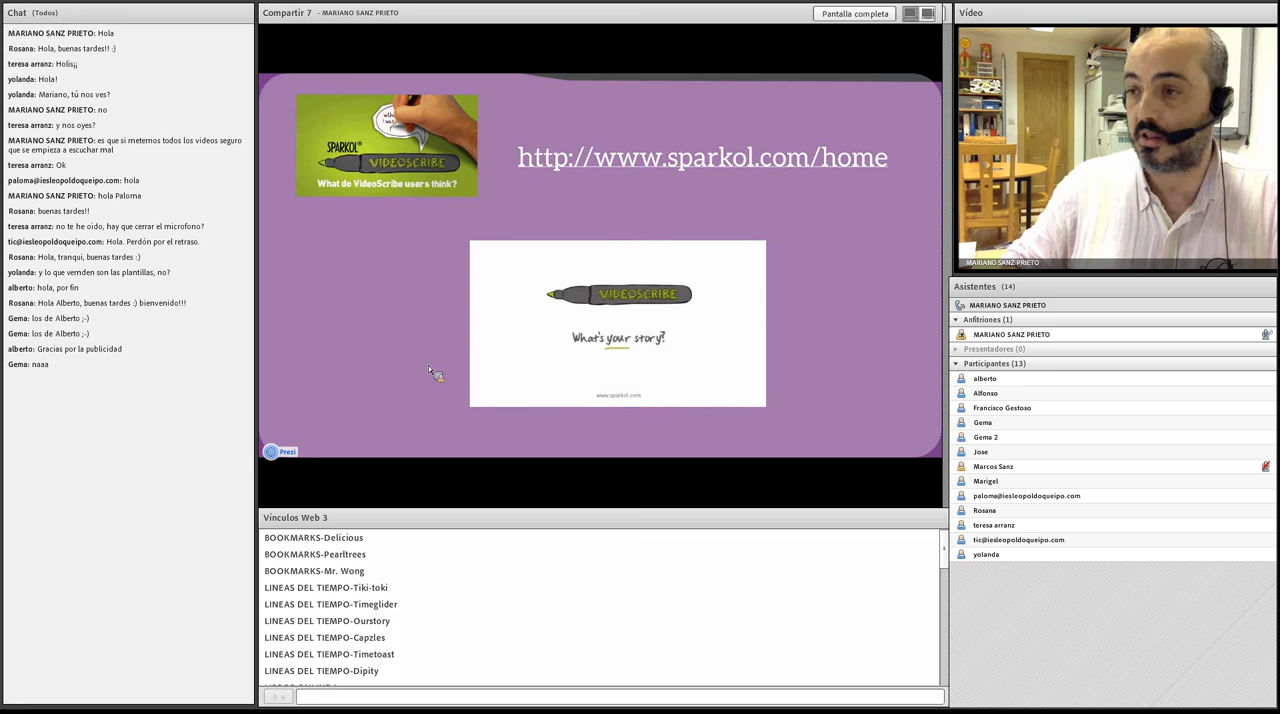 Chat (Todos)
MARIANO SANZ PRIETO: Hola
Rosana: Hola, buenas tardes!! :)
teresa arranz: Holis¡¡
yolanda: Hola!
yolanda: Mariano, tú nos ves?
MARIANO SANZ PRIETO: no
teresa arranz: y nos oyes?
MARIANO SANZ PRIETO: es que si metemos todos los videos seguro
que se empieza a escuchar mal
teresa arranz: Ok
paloma@iesleopoldoqueipo.com: hola
MARIANO SANZ PRIETO: hola Paloma
Rosana: buenas tardes!!
teresa arranz: no te he oido, hay que cerrar el microfono?
tic@iesleopoldoqueipo.com: Hola. Perdón por el retraso.
Rosana: Hola, tranqui, buenas tardes :)
yolanda: y lo que vernden son las plantillas, no?
alberto: hola, por fin
Rosana: Hola Alberto, buenas tardes :) bienvenido!!!
Gema: los de Alberto ;-)
Gema: los de Alberto ;-)
alberto: Gracias por la publicidad
Gema: naaa
Compartir 7 - MARIANO SANZ PRIETO
Pantalla completa
SPARKOL®
VIDEOSCRIBE
What do VideoScribe users think?
http://www.sparkol.com/home
VIDEOSCRIBE
What's your story?
www.sparkol.com
Prezi
Vínculos Web 3
BOOKMARKS-Delicious
BOOKMARKS-Pearltrees
BOOKMARKS-Mr. Wong
LINEAS DEL TIEMPO-Tiki-toki
LINEAS DEL TIEMPO-Timeglider
LINEAS DEL TIEMPO-Ourstory
LINEAS DEL TIEMPO-Capzles
LINEAS DEL TIEMPO-Timetoast
LINEAS DEL TIEMPO-Dipity
Ir a
Vídeo
MARIANO SANZ PRIETO
Asistentes (14)
MARIANO SANZ PRIETO
Anfitriones (1)
MARIANO SANZ PRIETO
Presentadores (0)
Participantes (13)
alberto
Alfonso
Francisco Gestoso
Gema
Gema 2
Jose
Marcos Sanz
Marigel
paloma@iesleopoldoqueipo.com
Rosana
teresa arranz
tic@iesleopoldoqueipo.com
yolanda